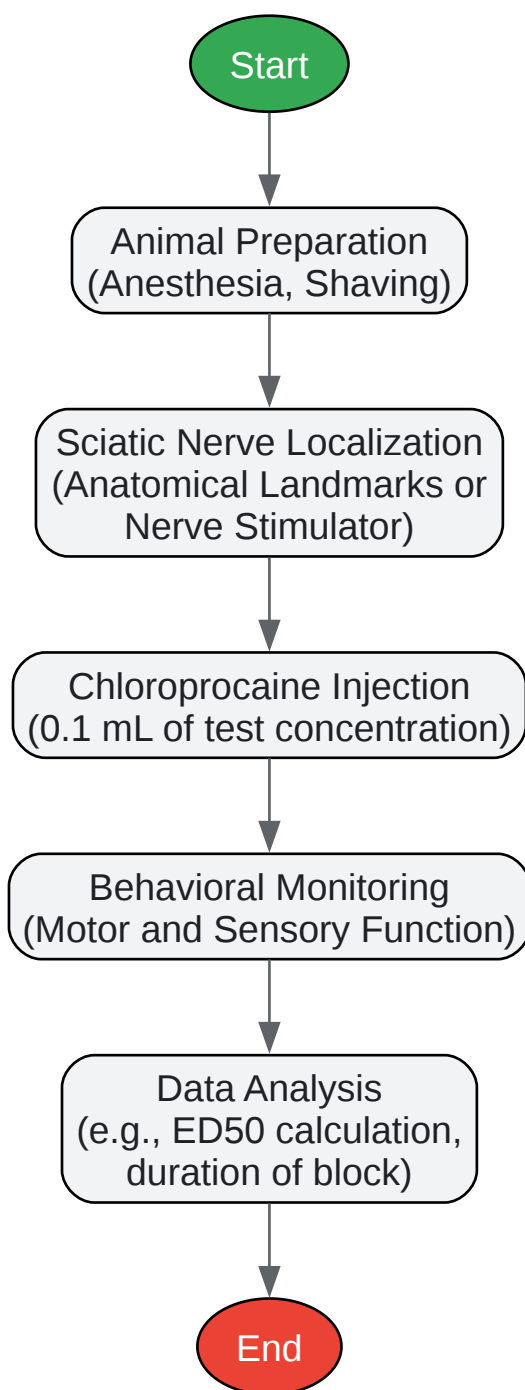 Start
Animal Preparation
(Anesthesia, Shaving)
Sciatic Nerve Localization
(Anatomical Landmarks or
Nerve Stimulator)
Chloroprocaine Injection
(0.1 mL of test concentration)
Behavioral Monitoring
(Motor and Sensory Function)
Data Analysis
(e.g., ED50 calculation,
duration of block)
End